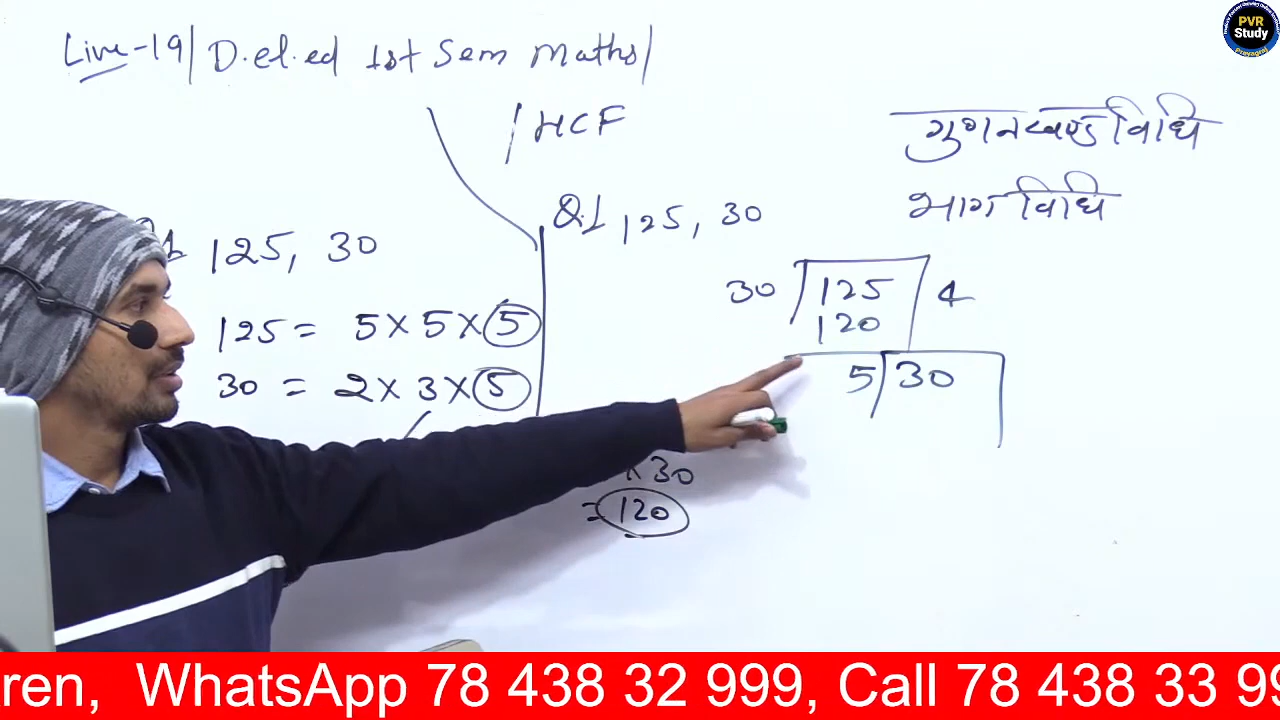 Live-19/ D.el.ed 1st Sem Maths/
/HCF
गुणनखण्ड विधि
भाग विधि
125, 30
125 = 5 × 5 × 5
30 = 2 × 3 × 5
Q.1 125, 30
30 125 4
120
5 30
× 30
= 120
PVR
Study
Prayagraj
ren, WhatsApp 78 438 32 999, Call 78 438 33 99